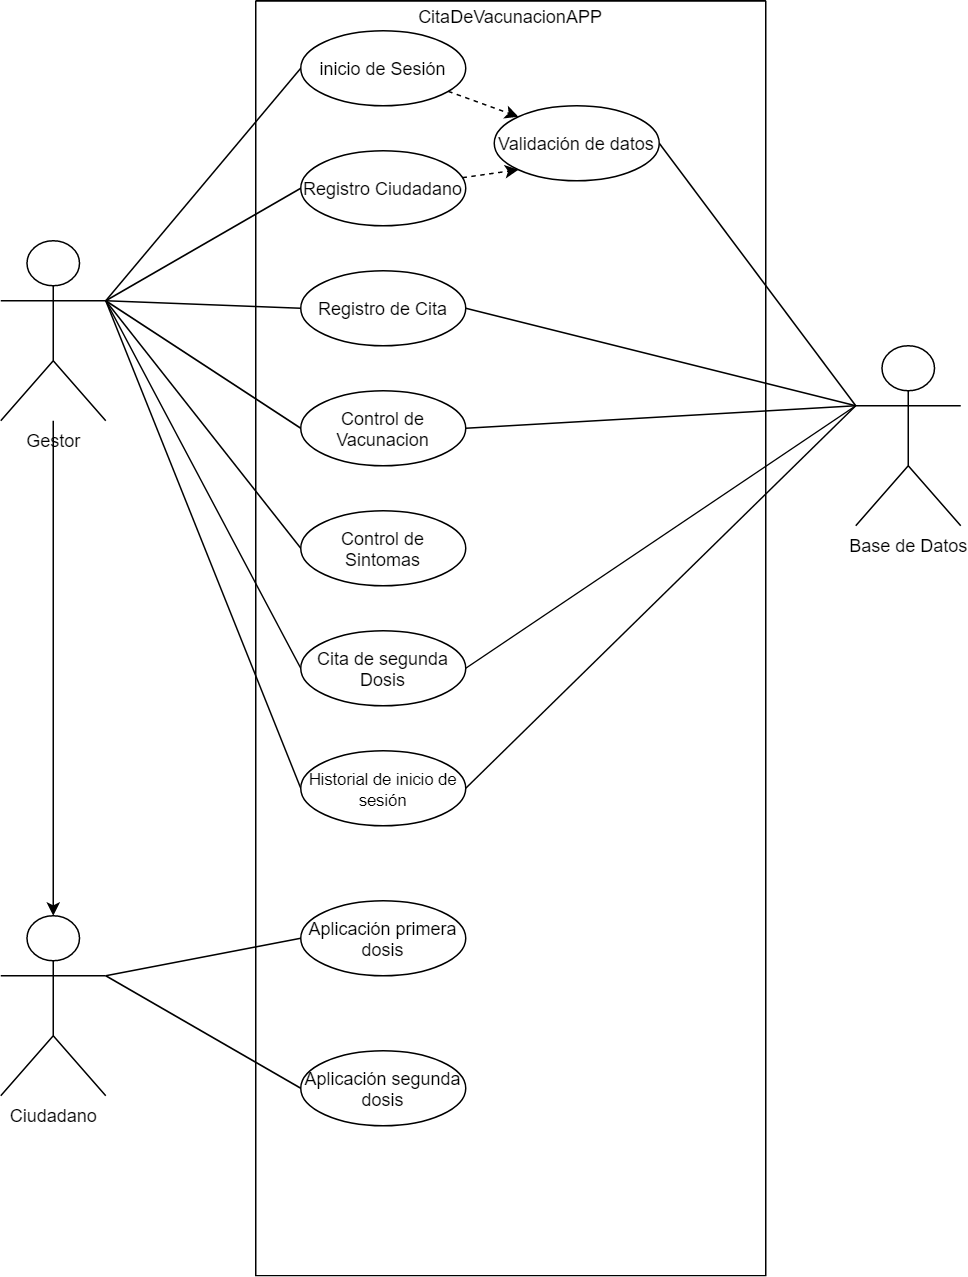 CitaDeVacunacionAPP
inicio de Sesión
Validación de datos
Registro Ciudadano
Registro de Cita
Gestor
Control de
Vacunacion
Base de Datos
Control de
Sintomas
Cita de segunda
Dosis
Historial de inicio de
sesión
Aplicación primera
dosis
Aplicación segunda
dosis
Ciudadano